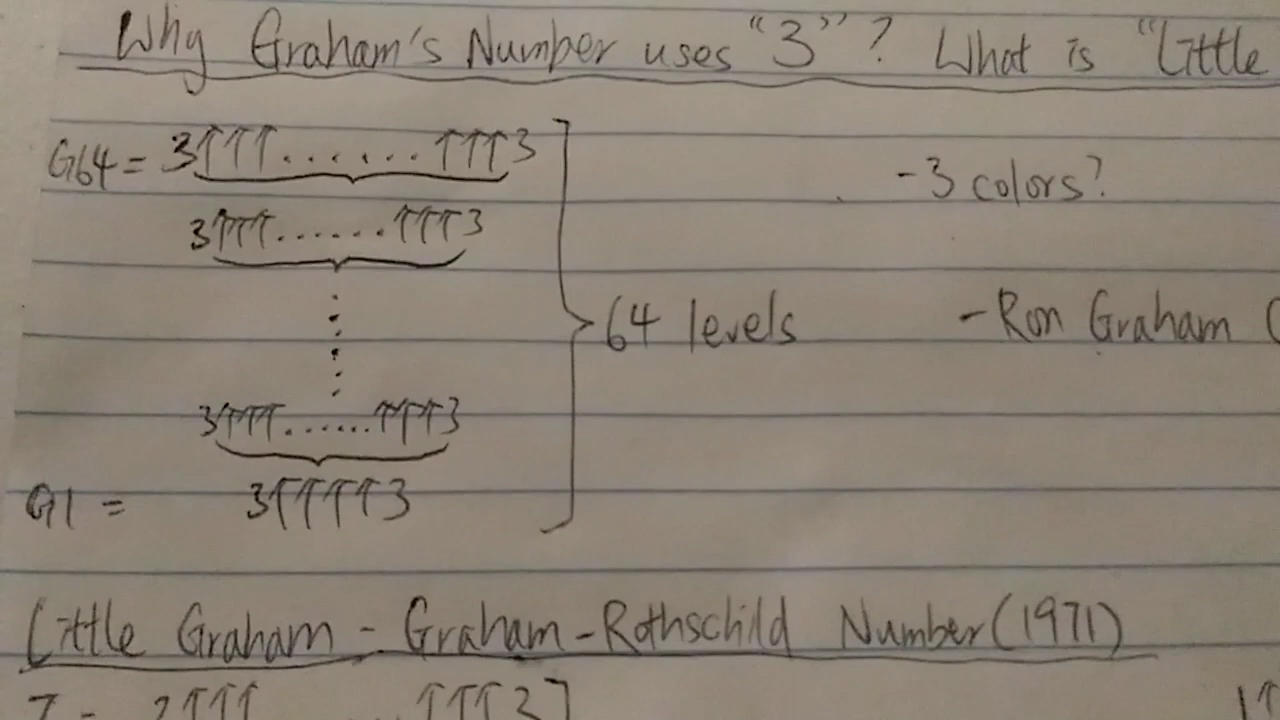 Why Graham's Number uses "3"? What is "Little
G64 = 3↑↑↑......↑↑↑3
3↑↑↑......↑↑↑3
3↑↑↑......↑↑↑3
G1 = 3↑↑↑↑3
64 levels
-3 colors?
-Ron Graham (
Little Graham - Graham-Rothschild Number (1971)